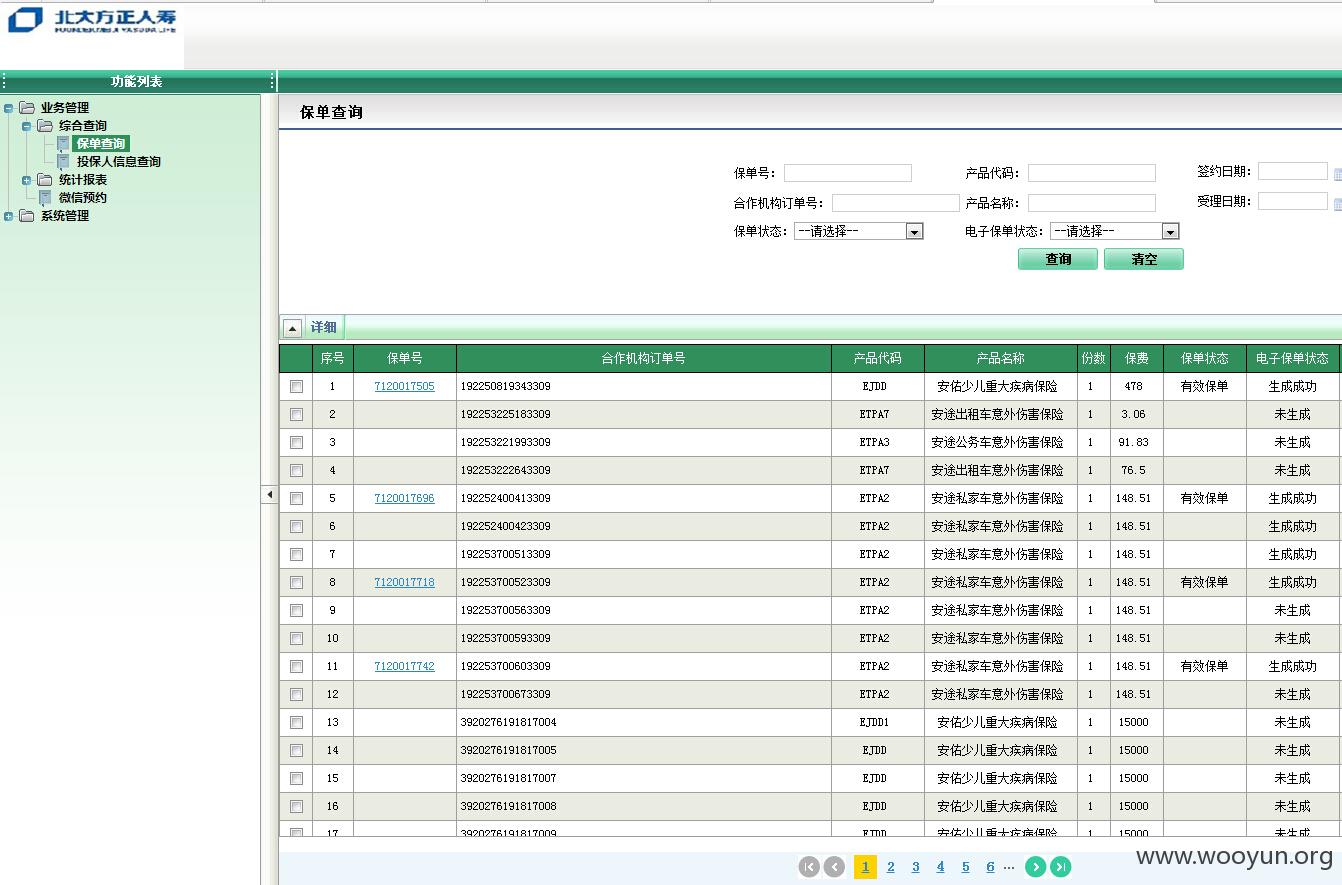 北大方正人寿
功能列表
业务管理
综合查询
保单查询
投保人信息查询
统计报表
微信预约
系统管理
保单查询
保单号： 产品代码： 签约日期：
合作机构订单号： 产品名称： 受理日期：
保单状态： --请选择-- 电子保单状态： --请选择--
查询 清空
详细
序号 保单号 合作机构订单号 产品代码 产品名称 份数 保费 保单状态 电子保单状态
1 7120017505 192250819343309 EJDD 安佑少儿重大疾病保险 1 478 有效保单 生成成功
2 192253225183309 ETPA7 安途出租车意外伤害保险 1 3.06 未生成
3 192253221993309 ETPA3 安途公务车意外伤害保险 1 91.83 未生成
4 192253222643309 ETPA7 安途出租车意外伤害保险 1 76.5 未生成
5 7120017696 192252400413309 ETPA2 安途私家车意外伤害保险 1 148.51 有效保单 生成成功
6 192252400423309 ETPA2 安途私家车意外伤害保险 1 148.51 生成成功
7 192253700513309 ETPA2 安途私家车意外伤害保险 1 148.51 生成成功
8 7120017718 192253700523309 ETPA2 安途私家车意外伤害保险 1 148.51 有效保单 生成成功
9 192253700563309 ETPA2 安途私家车意外伤害保险 1 148.51 未生成
10 192253700593309 ETPA2 安途私家车意外伤害保险 1 148.51 未生成
11 7120017742 192253700603309 ETPA2 安途私家车意外伤害保险 1 148.51 有效保单 生成成功
12 192253700673309 ETPA2 安途私家车意外伤害保险 1 148.51 未生成
13 3920276191817004 EJDD1 安佑少儿重大疾病保险 1 15000 未生成
14 3920276191817005 EJDD 安佑少儿重大疾病保险 1 15000 未生成
15 3920276191817007 EJDD 安佑少儿重大疾病保险 1 15000 未生成
16 3920276191817008 EJDD 安佑少儿重大疾病保险 1 15000 未生成
17 3920276191817009 EJDD 安佑少儿重大疾病保险 1 15000 未生成
1 2 3 4 5 6 ...
www.wooyun.org